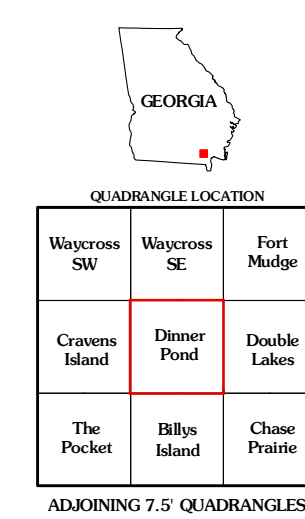 GEORGIA
QUADRANGLE LOCATION
Waycross
SW
Waycross
SE
Fort
Mudge
Cravens
Island
Dinner
Pond
Double
Lakes
The
Pocket
Billys
Island
Chase
Prairie
ADJOINING 7.5' QUADRANGLES